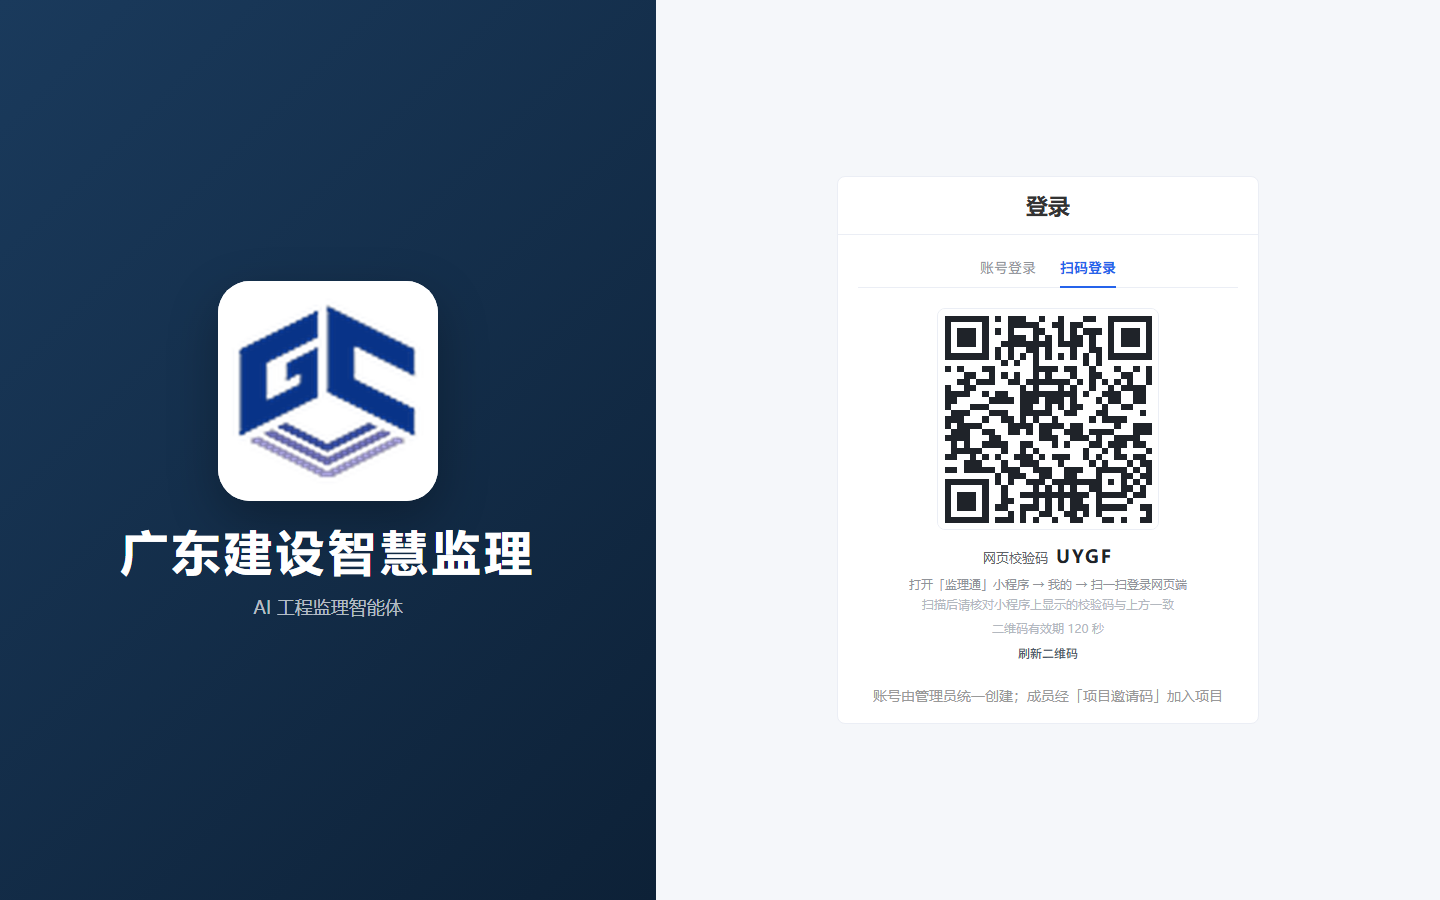 GC
广东建设智慧监理
AI 工程监理智能体
登录
账号登录 扫码登录
网页校验码 UYGF
打开「监理通」小程序 → 我的 → 扫一扫登录网页端
扫描后请核对小程序上显示的校验码与上方一致
二维码有效期 120 秒
刷新二维码
账号由管理员统一创建；成员经「项目邀请码」加入项目